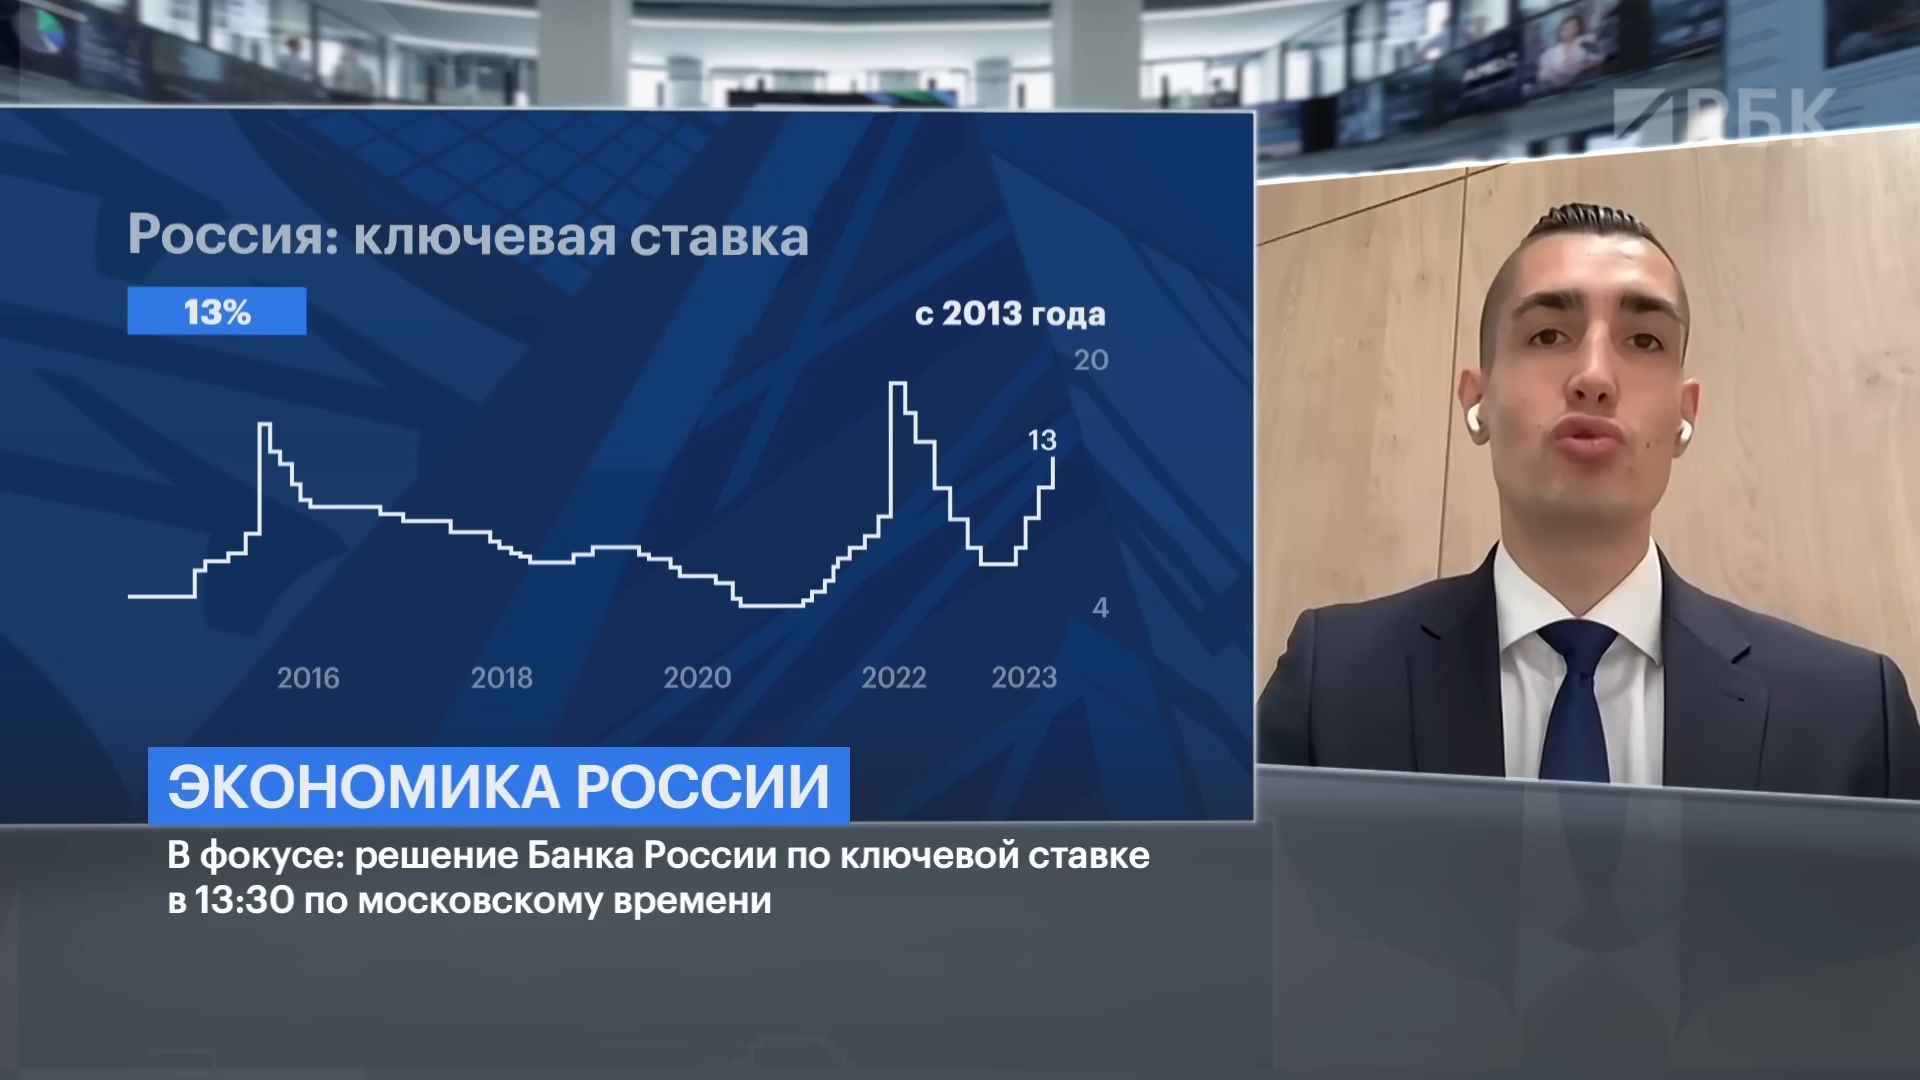 РБК
Россия: ключевая ставка
13%
с 2013 года
20
13
4
2016 2018 2020 2022 2023
ЭКОНОМИКА РОССИИ
В фокусе: решение Банка России по ключевой ставке
в 13:30 по московскому времени